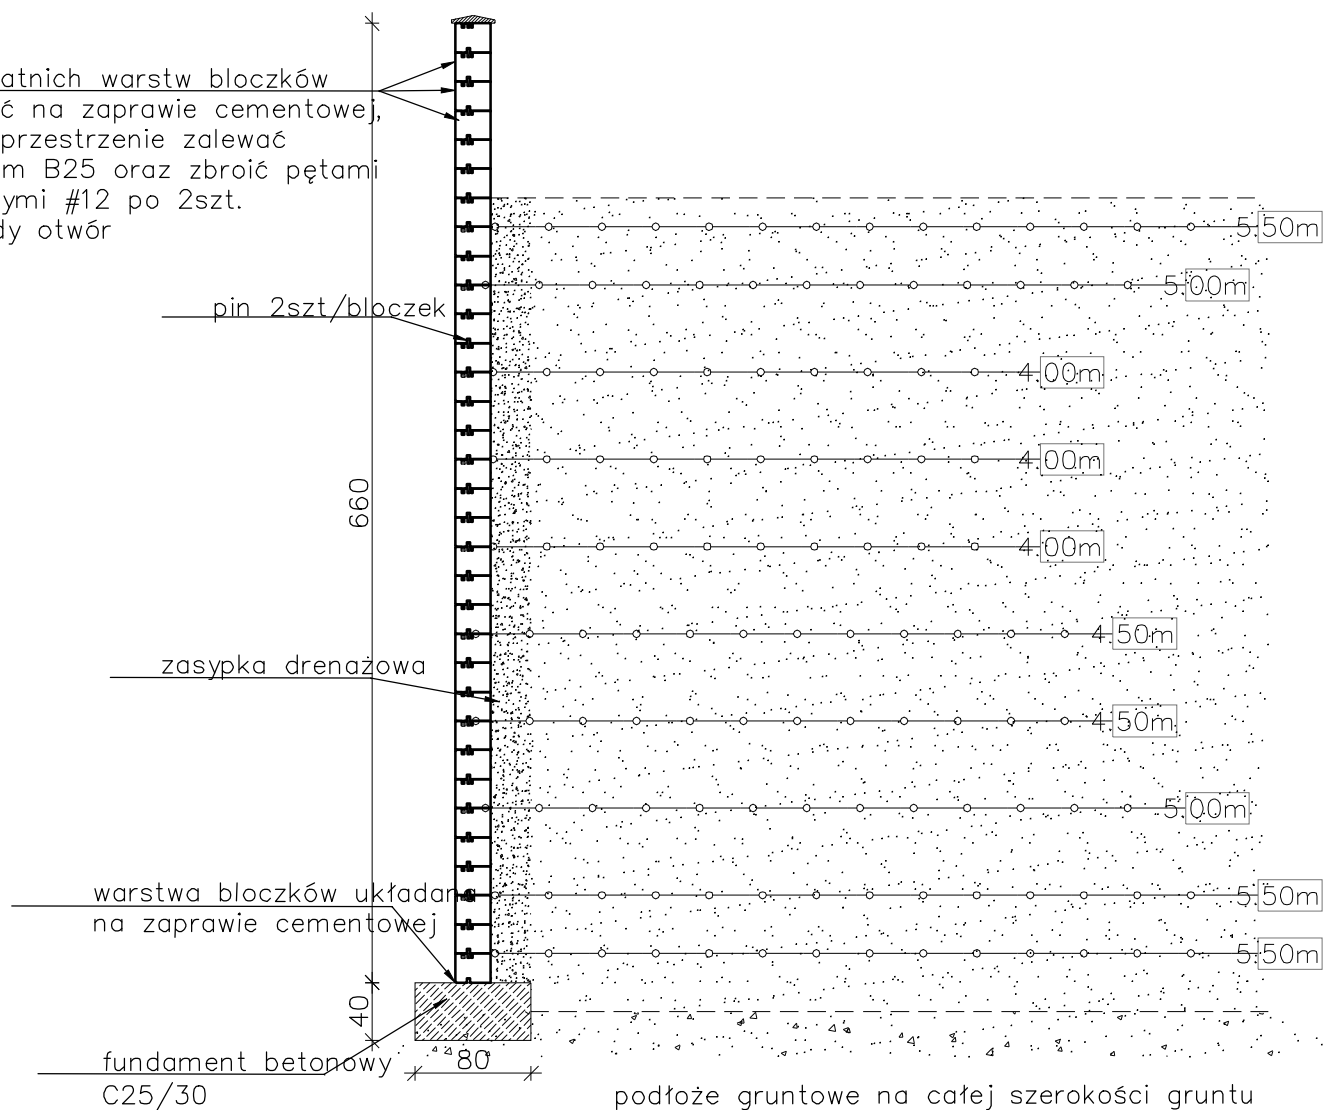 atnich warstw bloczków
ć na zaprawie cementowej,
przestrzenie zalewać
m B25 oraz zbroić pętami
ymi #12 po 2szt.
dy otwór
5.50m
5.00m
pin 2szt/bloczek
4.00m
4.00m
660
4.00m
4.50m
zasypka drenażowa
4.50m
5.00m
warstwa bloczków układana
na zaprawie cementowej
5.50m
5.50m
40
fundament betonowy
C25/30
80
podłoże gruntowe na całej szerokości gruntu